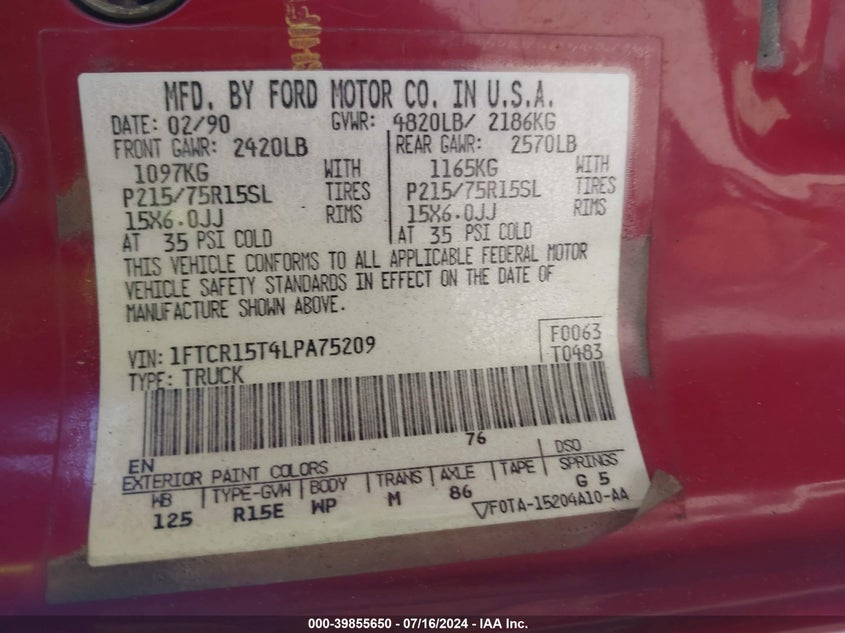 SHIF
MFD. BY FORD MOTOR CO. IN U.S.A.
DATE: 02/90 GVWR: 4820LB/ 2186KG
FRONT GAWR: 2420LB REAR GAWR: 2570LB
1097KG WITH 1165KG WITH
P215/75R15SL TIRES P215/75R15SL TIRES
15X6.0JJ RIMS 15X6.0JJ RIMS
AT 35 PSI COLD AT 35 PSI COLD
THIS VEHICLE CONFORMS TO ALL APPLICABLE FEDERAL MOTOR
VEHICLE SAFETY STANDARDS IN EFFECT ON THE DATE OF
MANUFACTURE SHOWN ABOVE.
VIN: 1FTCR15T4LPA75209 F0063
TYPE: TRUCK T0483
76
EN DSO
EXTERIOR PAINT COLORS
WB TYPE-GVW BODY TRANS AXLE TAPE SPRINGS
125 R15E WP M 86 G 5
F0TA-15204A10-AA
000-39855650 - 07/16/2024 - IAA Inc.